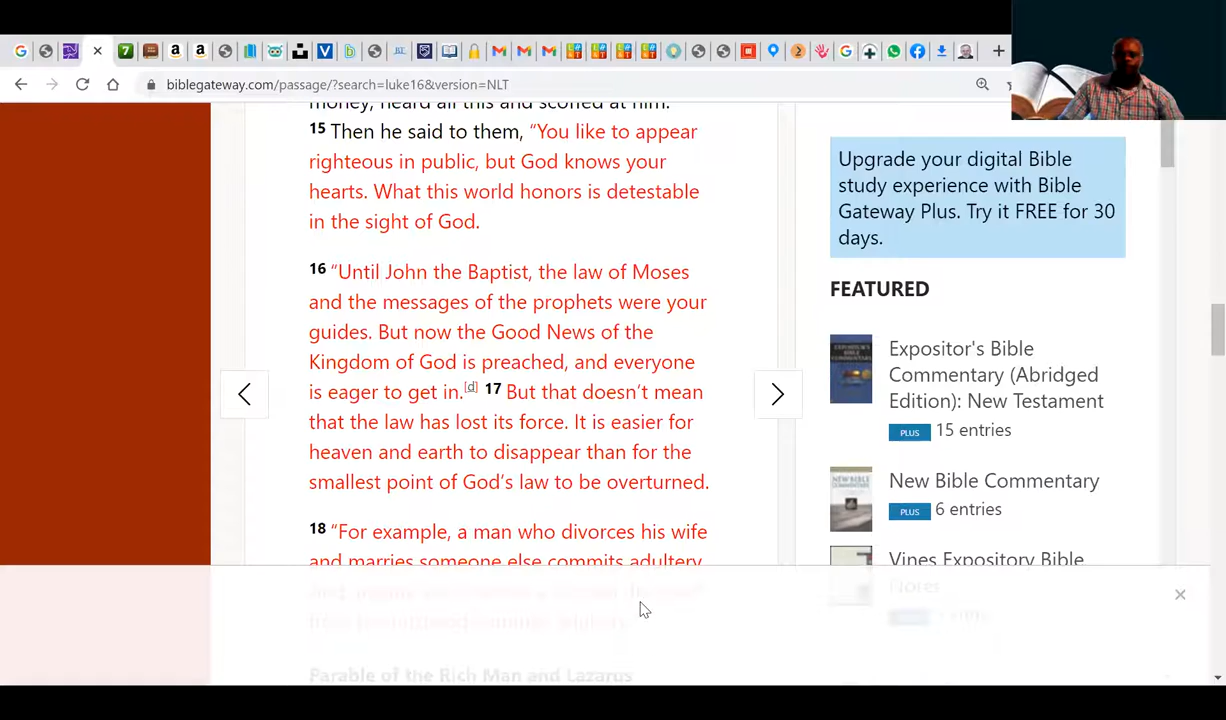 biblegateway.com/passage/?search=luke16&version=NLT
money, heard all this and scoffed at him.
15 Then he said to them, “You like to appear
righteous in public, but God knows your
hearts. What this world honors is detestable
in the sight of God.
16 “Until John the Baptist, the law of Moses
and the messages of the prophets were your
guides. But now the Good News of the
Kingdom of God is preached, and everyone
is eager to get in.[d] 17 But that doesn’t mean
that the law has lost its force. It is easier for
heaven and earth to disappear than for the
smallest point of God’s law to be overturned.
18 “For example, a man who divorces his wife
and marries someone else commits adultery.
Parable of the Rich Man and Lazarus
Upgrade your digital Bible
study experience with Bible
Gateway Plus. Try it FREE for 30
days.
FEATURED
Expositor's Bible
Commentary (Abridged
Edition): New Testament
PLUS 15 entries
New Bible Commentary
PLUS 6 entries
Vines Expository Bible